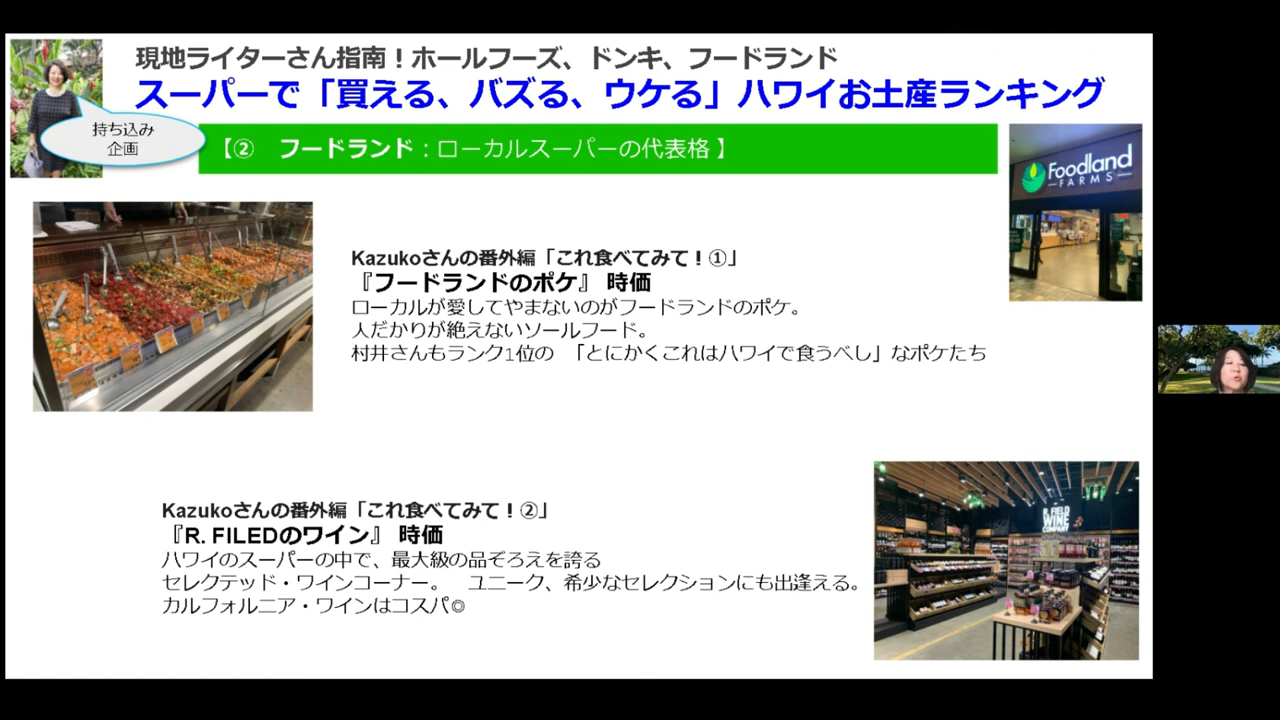 現地ライターさん指南！ホールフーズ、ドンキ、フードランド
スーパーで「買える、バズる、ウケる」ハワイお土産ランキング
持ち込み
企画
【②　フードランド：ローカルスーパーの代表格 】
Foodland
FARMS
Kazukoさんの番外編「これ食べてみて！①」
『フードランドのポケ』 時価
ローカルが愛してやまないのがフードランドのポケ。
人だかりが絶えないソールフード。
村井さんもランク1位の　「とにかくこれはハワイで食うべし」なポケたち
Kazukoさんの番外編「これ食べてみて！②」
『R. FILEDのワイン』 時価
ハワイのスーパーの中で、最大級の品ぞろえを誇る
セレクテッド・ワインコーナー。　ユニーク、希少なセレクションにも出逢える。
カルフォルニア・ワインはコスパ◎
R. FIELD
WINE
COMPANY